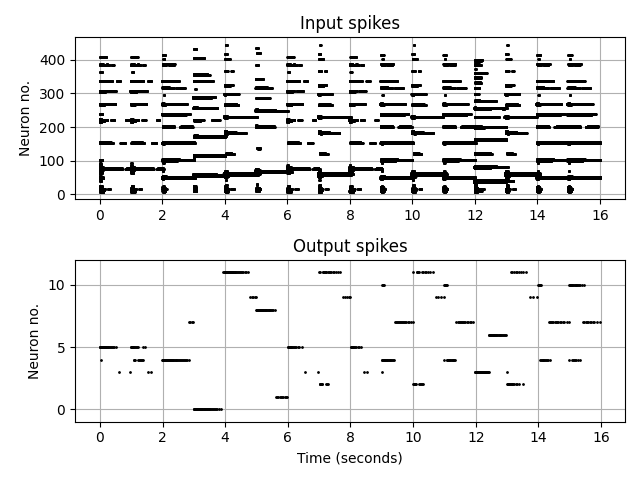 Input spikes
Neuron no.
400
300
200
100
0
0 2 4 6 8 10 12 14 16
Output spikes
Neuron no.
10
5
0
0 2 4 6 8 10 12 14 16
Time (seconds)